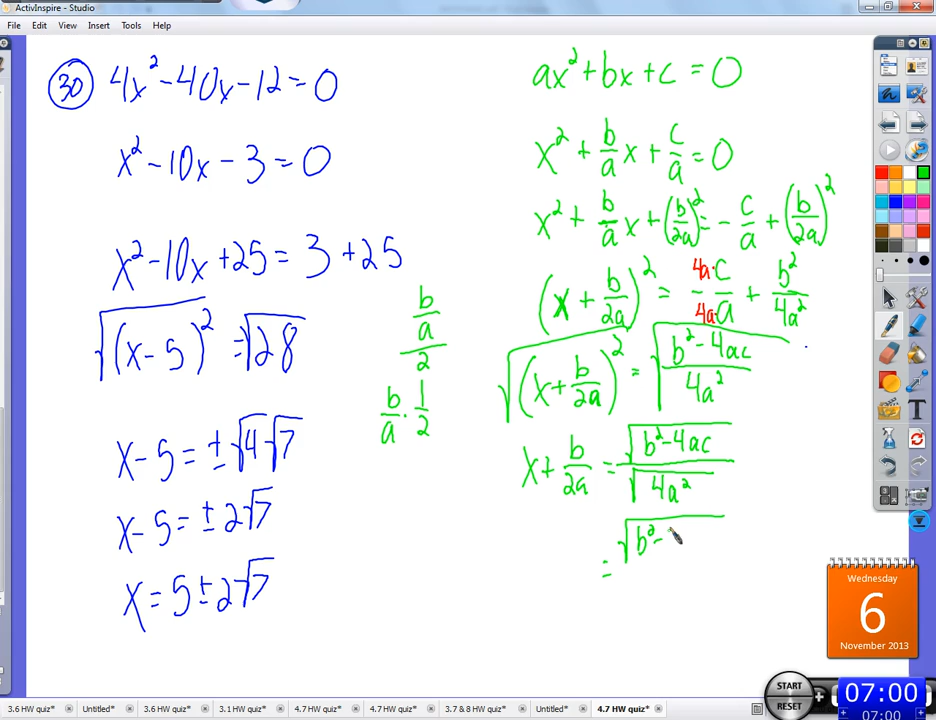 ActivInspire - Studio
File Edit View Insert Tools Help
30 4x² - 40x - 12 = 0
x² - 10x - 3 = 0
x² - 10x + 25 = 3 + 25
√(x - 5)² = √28
x - 5 = ± √4 √7
x - 5 = ± 2√7
x = 5 ± 2√7
b/a / 2
b/a · 1/2
ax² + bx + c = 0
x² + b/a x + c/a = 0
x² + b/a x + (b/2a)² = - c/a + (b/2a)²
(x + b/2a)² = - 4a·c / 4a·a + b²/4a²
√(x + b/2a)² = √(b² - 4ac / 4a²)
x + b/2a = √(b² - 4ac) / √(4a²)
= √(b² -
Wednesday
6
November 2013
START
RESET
07:00
07:00
3.6 HW quiz* Untitled* 3.6 HW quiz* 3.1 HW quiz* 4.7 HW quiz* 4.7 HW quiz* 3.7 & 3.8 HW quiz* Untitled* 4.7 HW quiz*